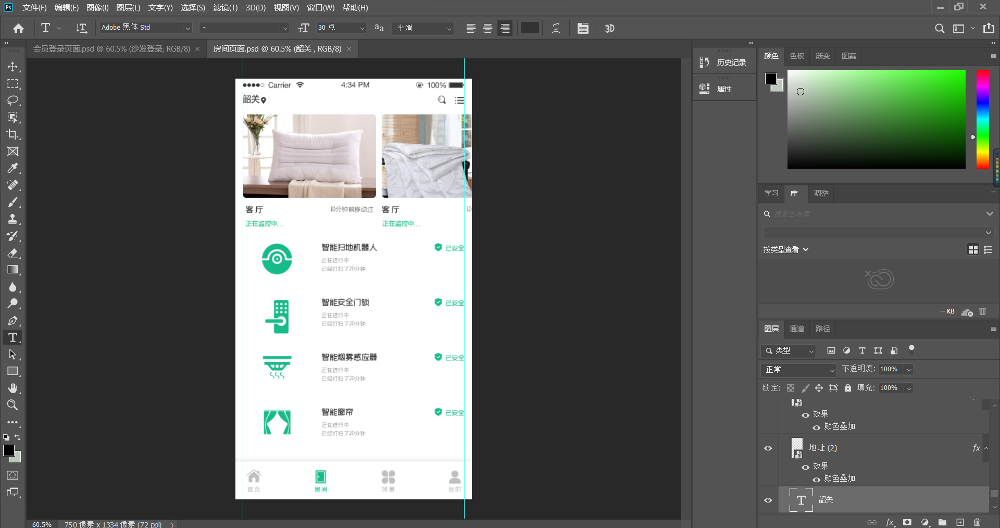 Ps 文件(F) 编辑(E) 图像(I) 图层(L) 文字(Y) 选择(S) 滤镜(T) 3D(D) 视图(V) 窗口(W) 帮助(H)
T Adobe 黑体 Std - 30 点 aa 平滑 3D
会员登录页面.psd @ 60.5% (沙发登录, RGB/8) × 房间页面.psd @ 60.5% (韶关 , RGB/8) ×
Carrier 4:34 PM 100%
韶关
客厅 10分钟前移动过 客厅 10
正在监控中... 正在监控中...
智能扫地机器人 已安全
正在进行中
已经打扫了20分钟
智能安全门锁 已安全
正在进行中
已经打扫了20分钟
智能烟雾感应器 已安全
正在进行中
已经打扫了20分钟
智能窗帘 已安全
正在进行中
已经打扫了20分钟
首页 房间 场景 我的
60.5% 750 像素 x 1334 像素 (72 ppi)
历史记录
属性
颜色 色板 渐变 图案
学习 库 调整
搜索当前库
按类型查看
-- KB
图层 通道 路径
类型
正常 不透明度: 100%
锁定: 填充: 100%
效果
颜色叠加
地址 (2) fx
效果
颜色叠加
T 韶关
fx